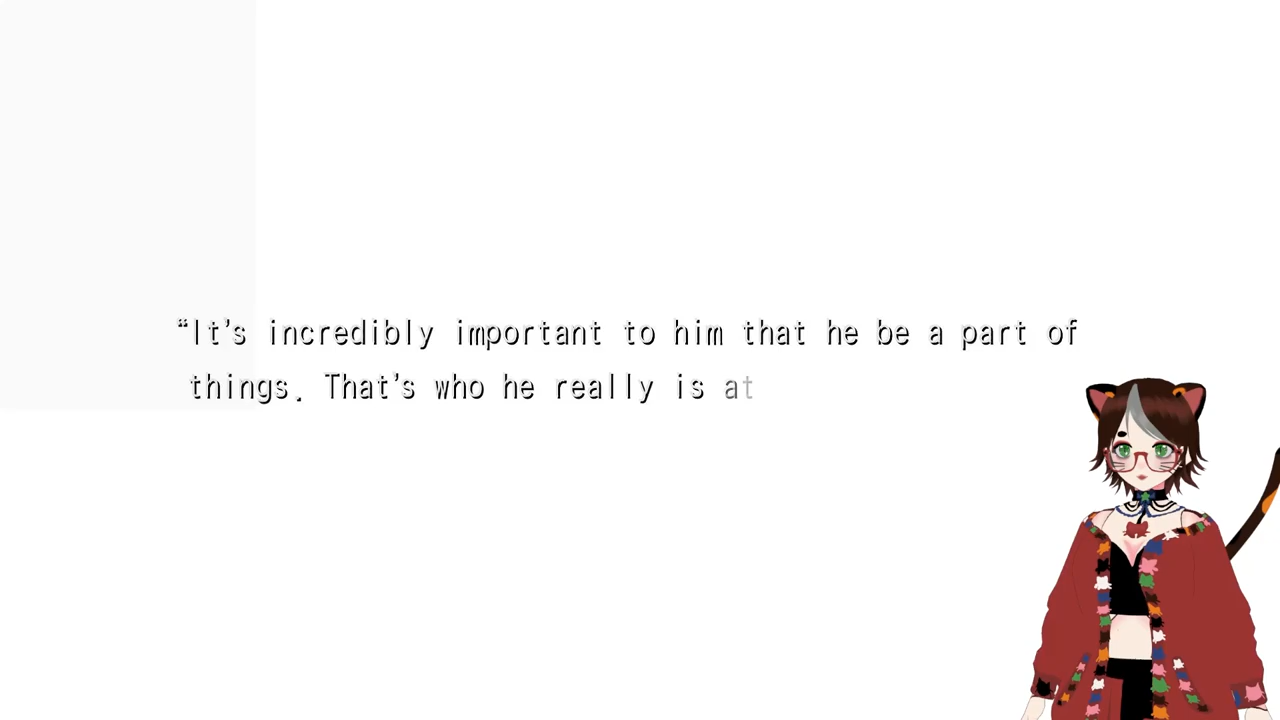 “It’s incredibly important to him that he be a part of
things. That’s who he really is at